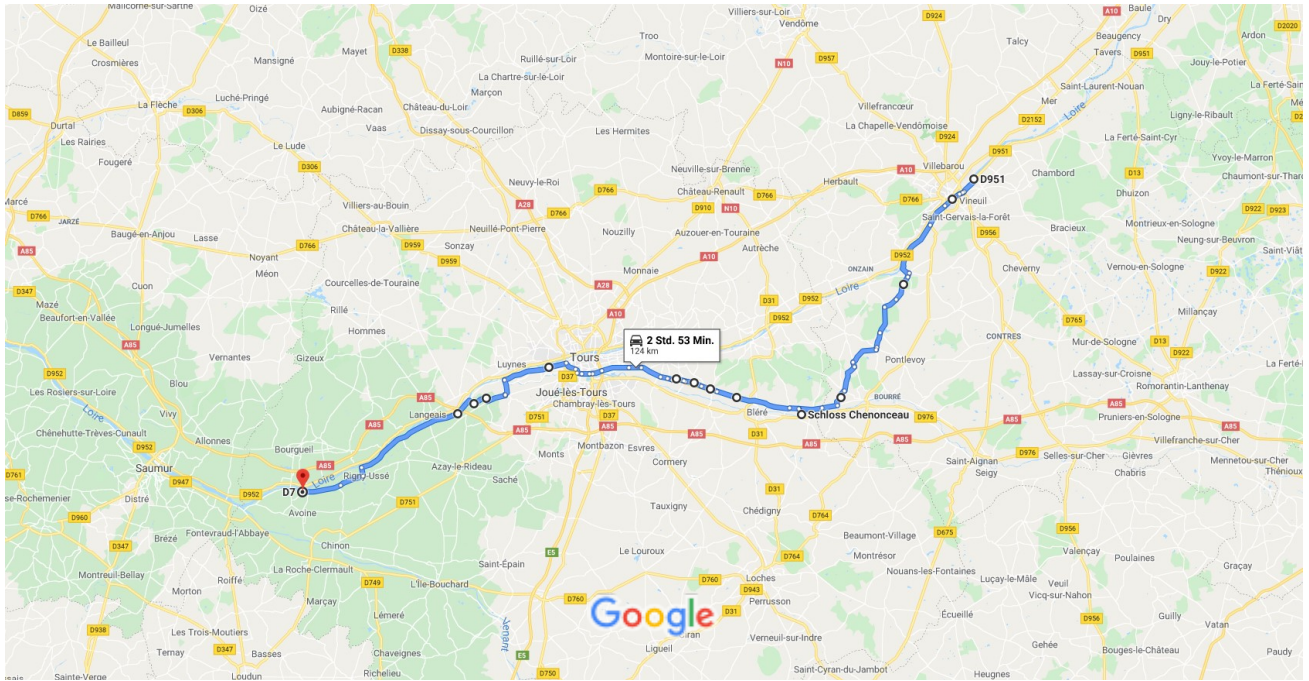 Malicorne-sur-Sarthe
Oizé
Villiers-sur-Loir
Vendôme
D924
A10
Baule
Dry
Le Bailleul
Crosmières
Mansigné
Mayet
D338
Ruillé-sur-Loir
Troo
Montoire-sur-le-Loir
N10
D957
Talcy
Beaugency
Tavers
D951
Ardon
D2020
Jouy-le-Potier
La Ferté-Saint
La Chartre-sur-le-Loir
Marçon
Saint-Laurent-Nouan
La Flèche
D306
Luché-Pringé
Château-du-Loir
Villefrancœur
Mer
Loire
D859
Durtal
Les Rairies
Fougeré
Aubigné-Racan
Vaas
Dissay-sous-Courcillon
Les Hermites
La Chapelle-Vendômoise
D924
D2152
Ligny-le-Ribault
La Ferté-Saint-Cyr
Le Lude
D306
Neuville-sur-Brenne
A10
Villebarou
D951
Yvoy-le-Marron
Chaumont-sur-Thar
Marcé
D766
JARZÉ
Neuvy-le-Roi
D766
Château-Renault
Herbault
D766
D951
Vineuil
Chambord
D13
Dhuizon
Villiers-au-Bouin
A28
D766
D910
N10
D766
Saint-Gervais-la-Forêt
Montrieux-en-Sologne
D922
D923
Baugé-en-Anjou
Lasse
Château-la-Vallière
Neuillé-Pont-Pierre
Nouzilly
Auzouer-en-Touraine
D956
Bracieux
Neung-sur-Beuvron
A85
Noyant
Méon
D766
D959
Sonzay
D959
A10
Autrèche
D952
Cheverny
Vernou-en-Sologne
D922
D347
Cuon
Courcelles-de-Touraine
Monnaie
A28
ONZAIN
Loire
D952
D31
D952
Mazé
Beaufort-en-Vallée
Longué-Jumelles
Rillé
Hommes
A10
D765
Millançay
CONTRES
Mur-de-Sologne
D13
D922
A85
Vernantes
Gizeux
2 Std. 53 Min.
124 km
Luynes
Tours
D37
Pontlevoy
Lassay-sur-Croisne
La Ferté-I
D952
Les Rosiers-sur-Loire
Blou
Joué-lès-Tours
Chambray-lès-Tours
BOURRÉ
Romorantin-Lanthenay
Loire
Vivy
A85
Langeais
D751
D37
Bléré
Schloss Chenonceau
D976
A85
Pruniers-en-Sologne
A85
Chênehutte-Trèves-Cunault
Allonnes
Bourgueil
A85
A85
D31
A85
A85
Villefranche-sur-Cher
D952
Saumur
A85
Azay-le-Rideau
Monts
Montbazon
Esvres
Cormery
Saint-Aignan
Seigy
D976
Selles-sur-Cher
Gièvres
Chabris
Mennetou-sur-Cher
Thénioux
D761
D947
D952
D7
Loire
Rigny-Ussé
Saché
D31
Distré
Avoine
D751
Tauxigny
Chédigny
D764
D956
D960
Fontevraud-l'Abbaye
Beaumont-Village
D675
D347
Brézé
Chinon
E5
Le Louroux
D764
Montrésor
Valençay
Poulaines
Montreuil-Bellay
Roiffé
La Roche-Clermault
Saint-Épain
Nouans-les-Fontaines
Graçay
D749
L'Île-Bouchard
D760
Loches
D943
Luçay-le-Mâle
Veuil
Vicq-sur-Nahon
Morton
Marçay
D760
Google
D31
Perrusson
Écueillé
D956
Guilly
Vatan
D938
Les Trois-Moutiers
Lémeré
Verneuil-sur-Indre
D347
Ternay
Basses
Chaveignes
Richelieu
E5
Ligueil
Gehée
Bouges-le-Château
Paudy
Sainte-Verge
Loudun
D750
Saint-Cyran-du-Jambot
Heugnes